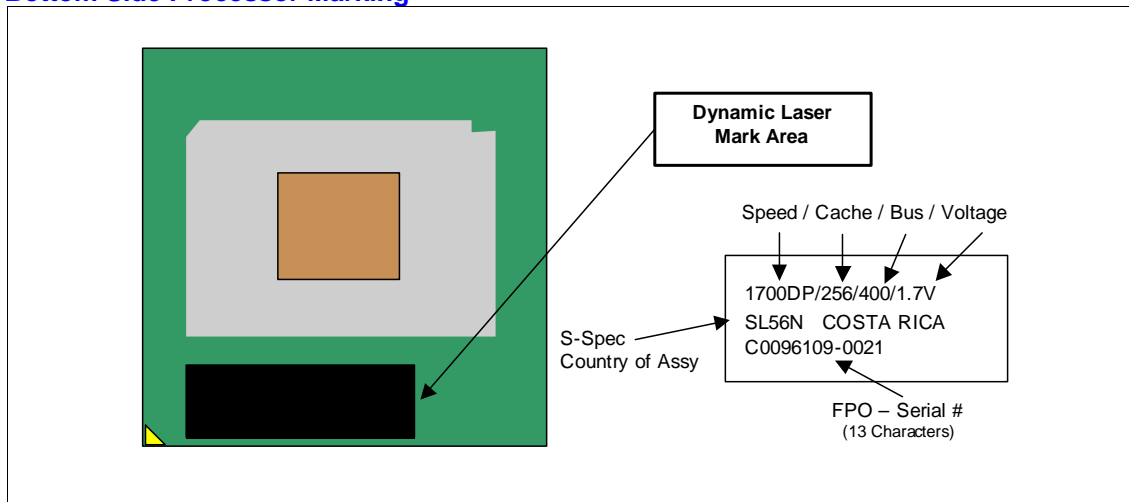 Bottom Side Processor Marking
Dynamic Laser
Mark Area
Speed / Cache / Bus / Voltage
1700DP/256/400/1.7V
SL56N COSTA RICA
C0096109-0021
S-Spec
Country of Assy
FPO – Serial #
(13 Characters)